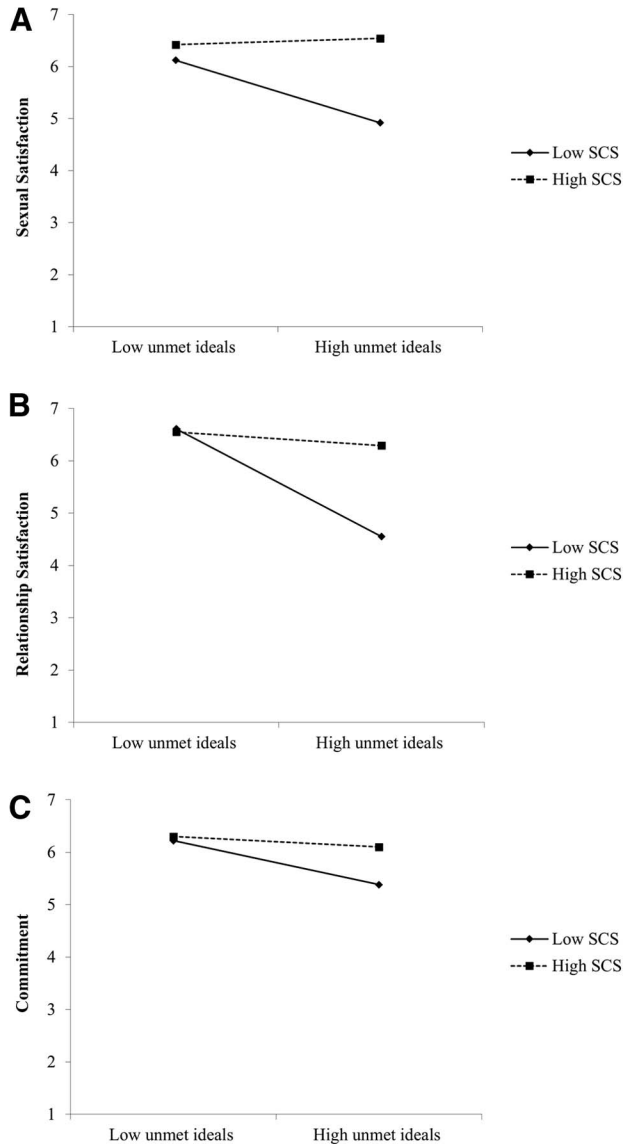 A
7
6
5
4
3
2
1
Sexual Satisfaction
Low unmet ideals
High unmet ideals
Low SCS
High SCS
B
7
6
5
4
3
2
1
Relationship Satisfaction
Low unmet ideals
High unmet ideals
Low SCS
High SCS
C
7
6
5
4
3
2
1
Commitment
Low unmet ideals
High unmet ideals
Low SCS
High SCS